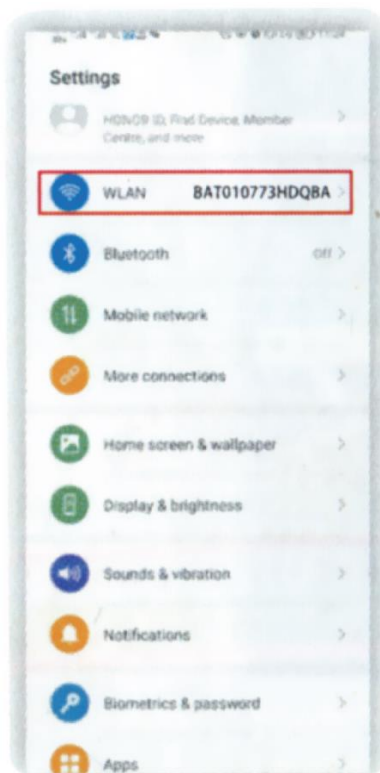 Settings
HONOR ID, Find Device, Member
Centre, and more
WLAN BAT010773HDQBA
Bluetooth Off
Mobile network
More connections
Home screen & wallpaper
Display & brightness
Sounds & vibration
Notifications
Biometrics & password
Apps